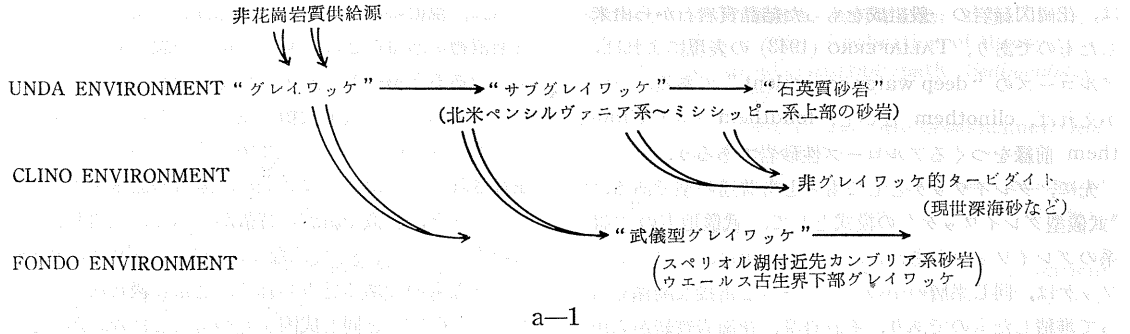 非花崗岩質供給源
UNDA ENVIRONMENT “グレイワッケ” “サブグレイワッケ” “石英質砂岩”
(北米ペンシルヴァニア系〜ミシシッピー系上部の砂岩)
CLINO ENVIRONMENT
非グレイワッケ的タービダイト
(現世深海砂など)
“武儀型グレイワッケ”
FONDO ENVIRONMENT
(スペリオル湖付近先カンブリア系砂岩
ウエールス古生界下部グレイワッケ)
a—1